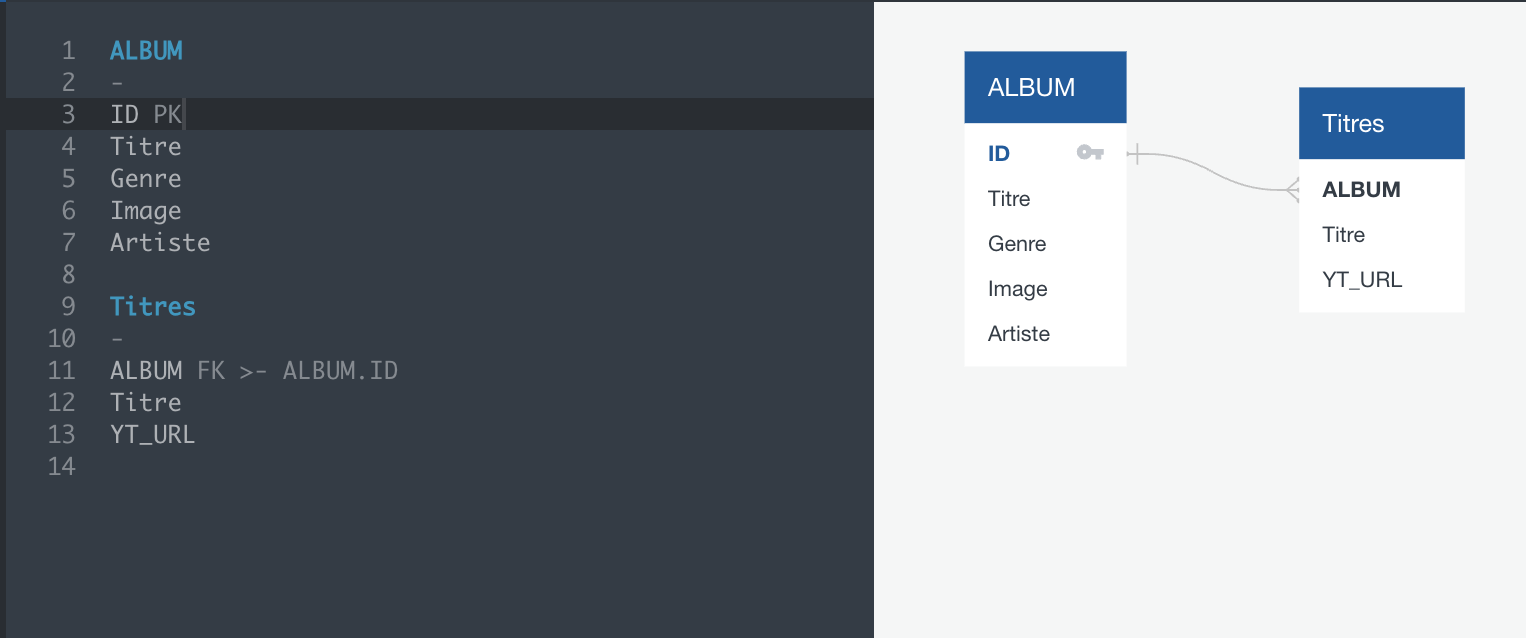 1 ALBUM
2 -
3 ID PK
4 Titre
5 Genre
6 Image
7 Artiste
8
9 Titres
10 -
11 ALBUM FK >- ALBUM.ID
12 Titre
13 YT_URL
14
ALBUM
ID
Titre
Genre
Image
Artiste
Titres
ALBUM
Titre
YT_URL